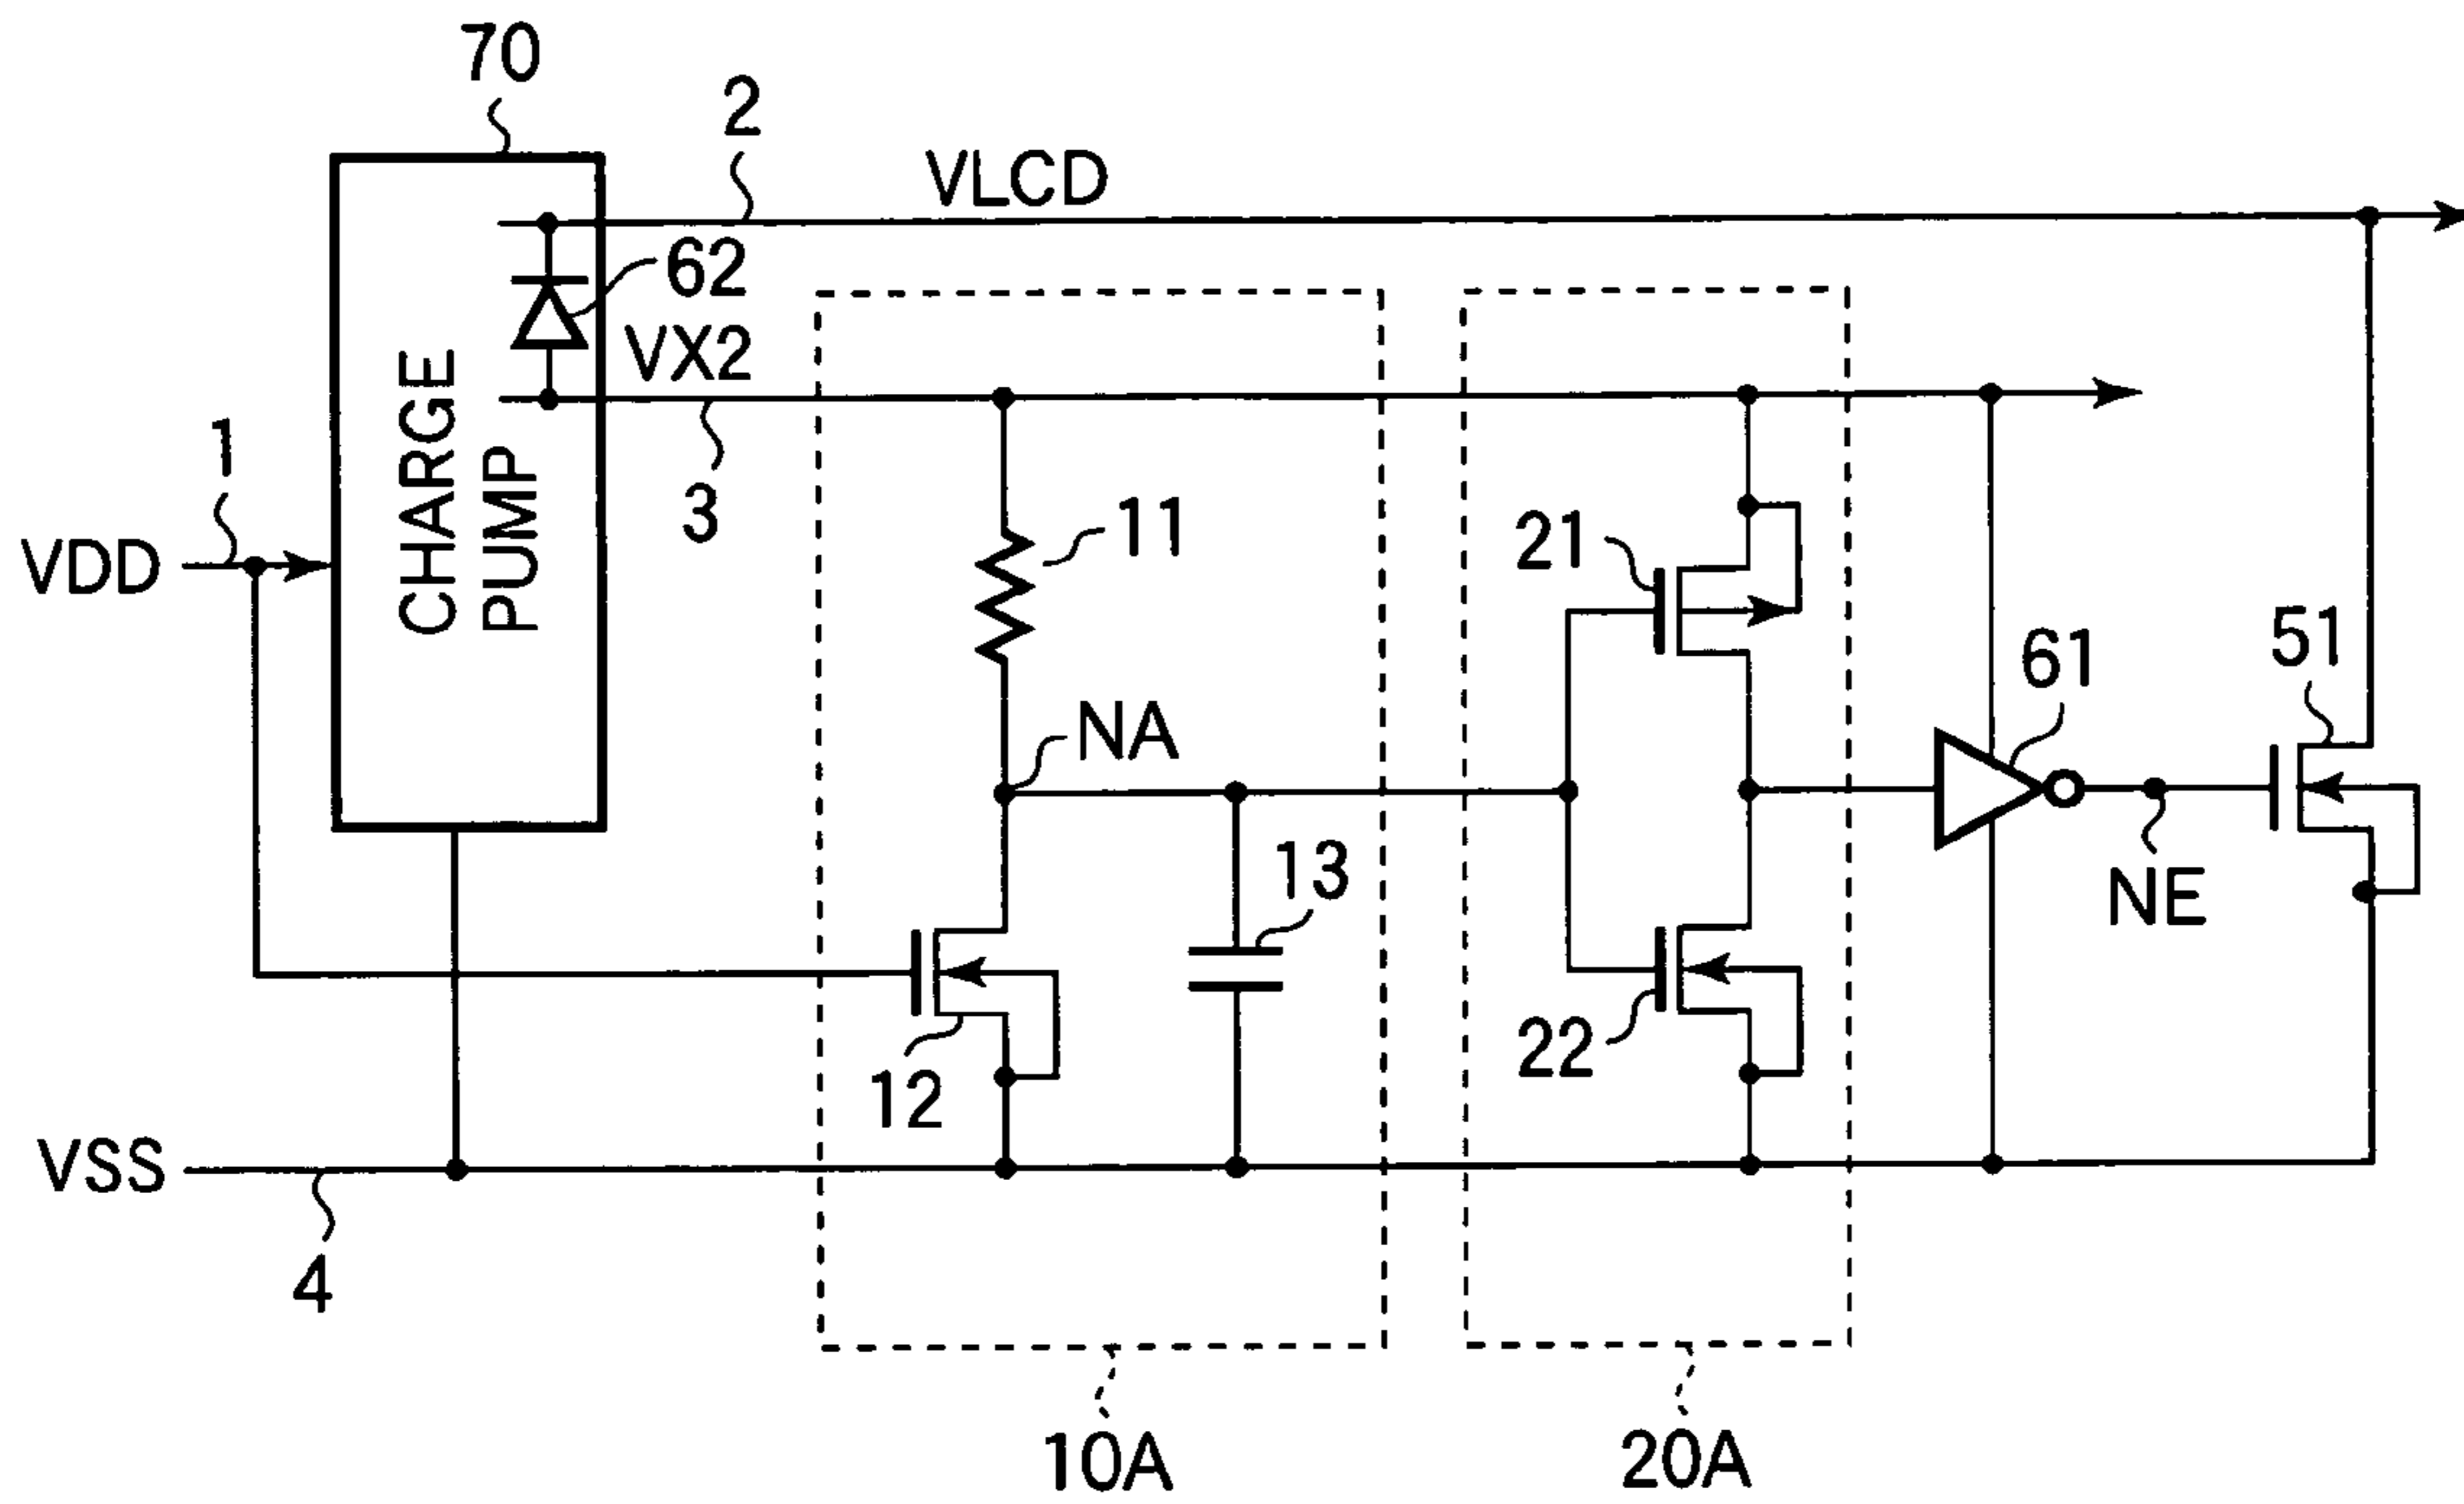 70
2
VLCD
62
VX2
1
CHARGE
PUMP
3
11
21
VDD
61
51
NA
13
NE
12
22
VSS
4
10A
20A